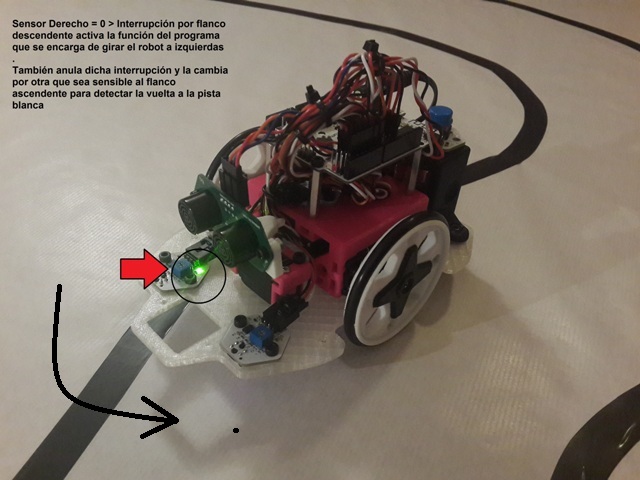 Sensor Derecho = 0 > Interrupción por flanco
descendente activa la función del programa
que se encarga de girar el robot a izquierdas
.
También anula dicha interrupción y la cambia
por otra que sea sensible al flanco
ascendente para detectar la vuelta a la pista
blanca